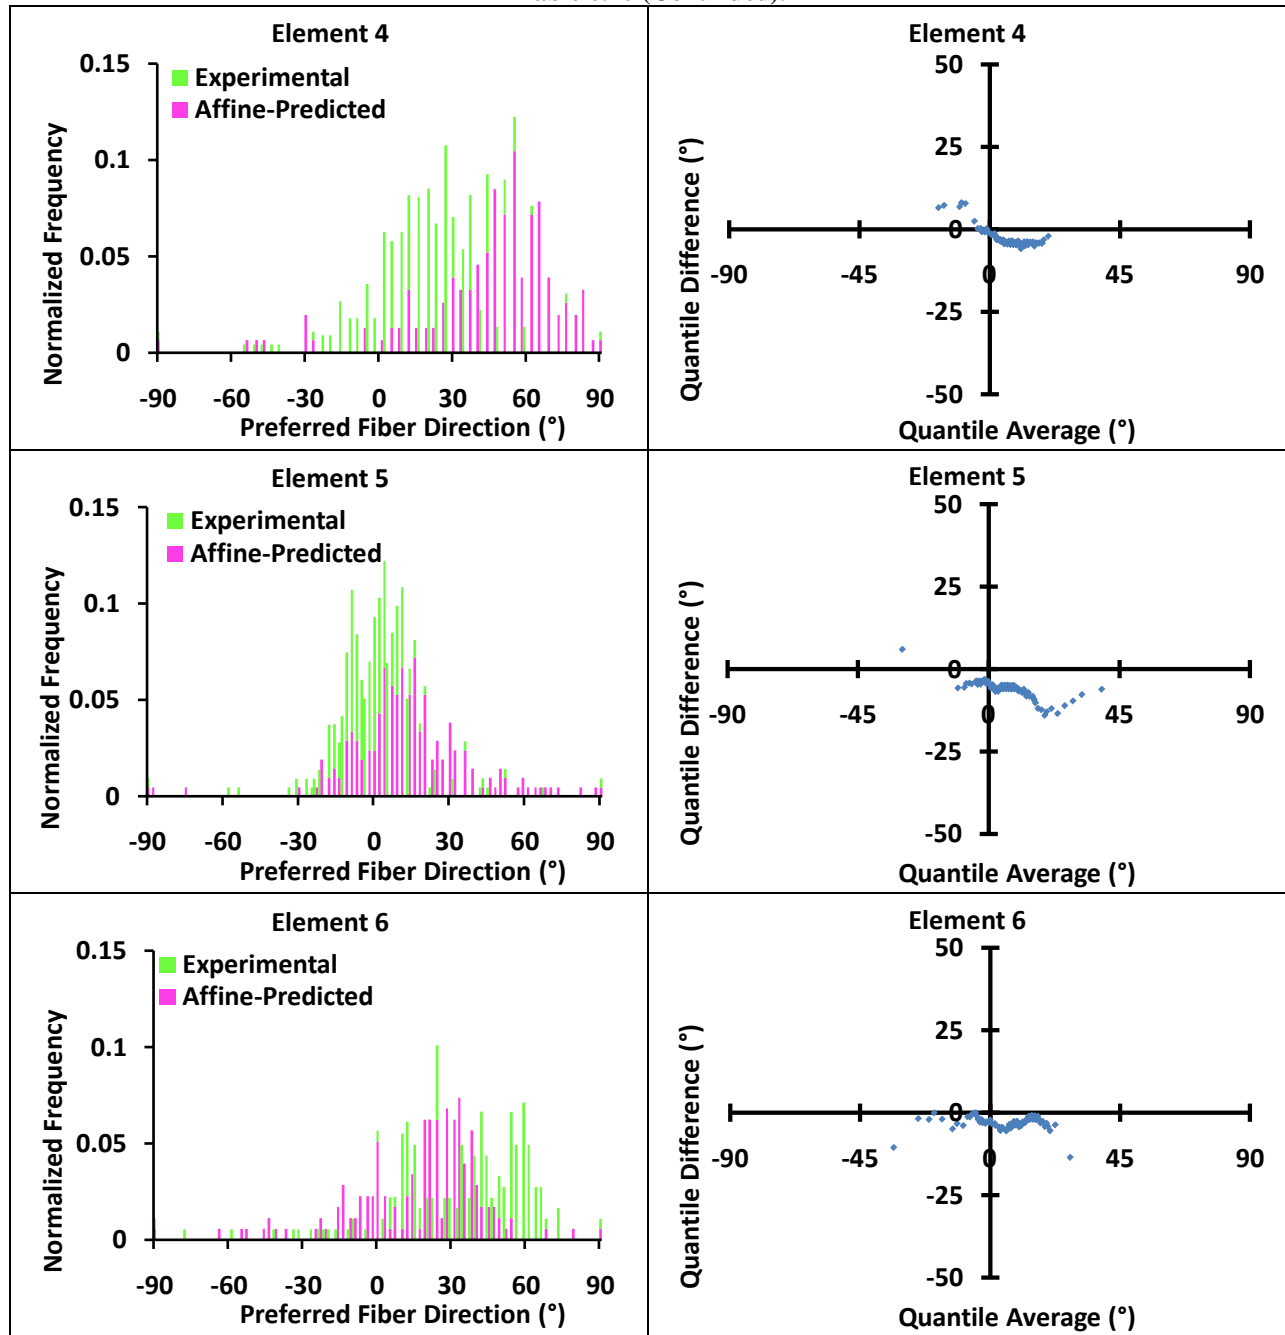 Element 4
0.15
Experimental
Affine-Predicted
0.1
0.05
0
Normalized Frequency
-90 -60 -30 0 30 60 90
Preferred Fiber Direction (°)
Element 4
50
25
0
-25
-50
Quantile Difference (°)
-90 -45 0 45 90
Quantile Average (°)
Element 5
0.15
Experimental
Affine-Predicted
0.1
0.05
0
Normalized Frequency
-90 -60 -30 0 30 60 90
Preferred Fiber Direction (°)
Element 5
50
25
0
-25
-50
Quantile Difference (°)
-90 -45 0 45 90
Quantile Average (°)
Element 6
0.15
Experimental
Affine-Predicted
0.1
0.05
0
Normalized Frequency
-90 -60 -30 0 30 60 90
Preferred Fiber Direction (°)
Element 6
50
25
0
-25
-50
Quantile Difference (°)
-90 -45 0 45 90
Quantile Average (°)